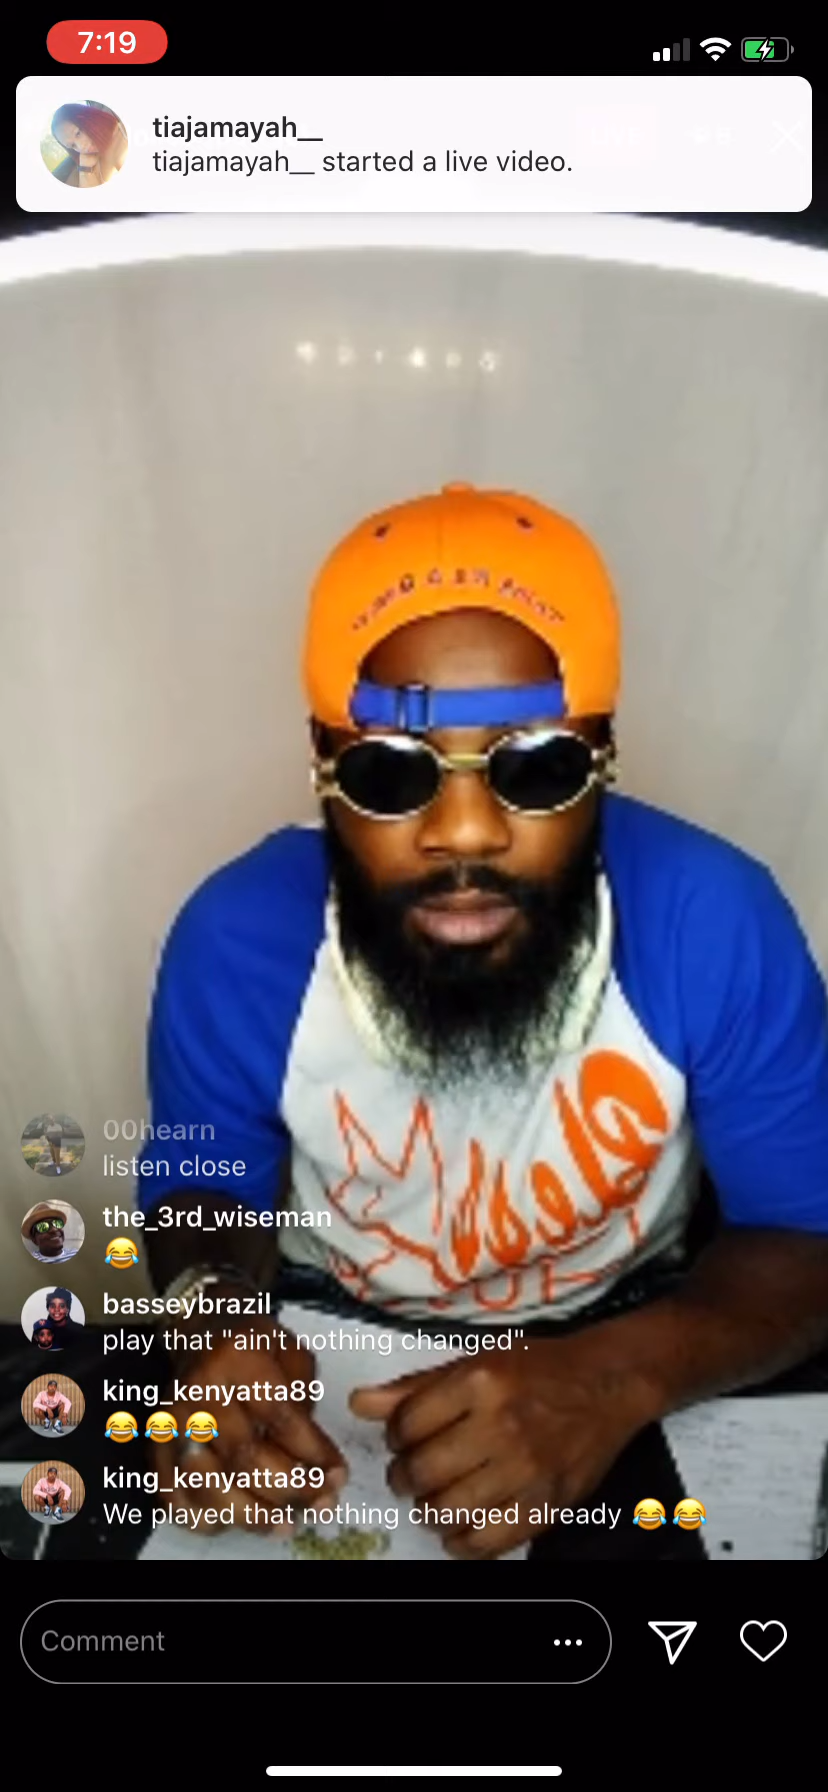 7:19
tiajamayah__
tiajamayah__ started a live video.
00hearn
listen close
the_3rd_wiseman
😂
basseybrazil
play that "ain't nothing changed".
king_kenyatta89
😂😂😂
king_kenyatta89
We played that nothing changed already 😂😂
Comment